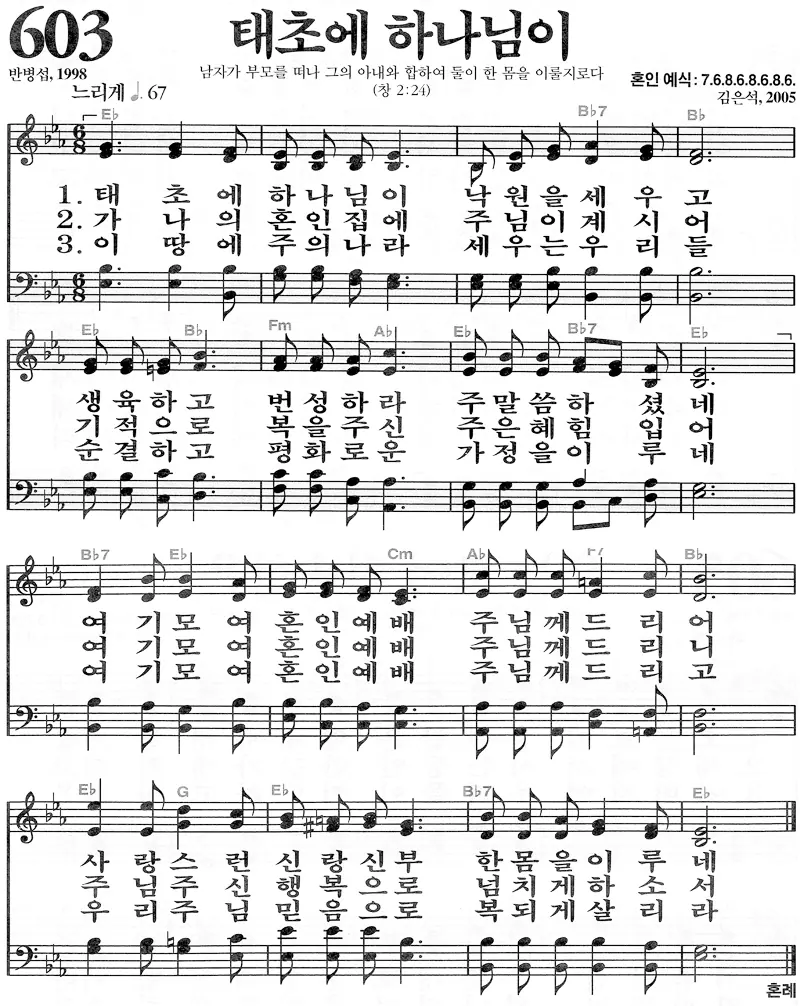 603 태초에 하나님이
반병섭, 1998 남자가 부모를 떠나 그의 아내와 합하여 둘이 한 몸을 이룰지로다
느리게 ♩. 67 (창 2:24) 혼인 예식: 7.6.8.6.8.6.8.6.
김은석, 2005
E♭ B♭7 B♭
6 8
1. 태 초 에 하 나 님 이 낙 원 을 세 우 고
2. 가 나 의 혼 인 집 에 주 님 이 계 시 어
3. 이 땅 에 주 의 나 라 세 우 는 우 리 들
6 8
E♭ B♭ Fm A♭ E♭ B♭7 E♭
생 육 하 고 번 성 하 라 주 말 씀 하 셨 네
기 적 으 로 복 을 주 신 주 은 혜 힘 입 어
순 결 하 고 평 화 로 운 가 정 을 이 루 네
B♭7 E♭ Cm A♭ F7 B♭
여 기 모 여 혼 인 예 배 주 님 께 드 리 어
여 기 모 여 혼 인 예 배 주 님 께 드 리 니
여 기 모 여 혼 인 예 배 주 님 께 드 리 고
E♭ G E♭ B♭7 E♭
사 랑 스 런 신 랑 신 부 한 몸 을 이 루 네
주 님 주 신 행 복 으 로 넘 치 게 하 소 서
우 리 주 님 믿 음 으 로 복 되 게 살 리 라
혼례